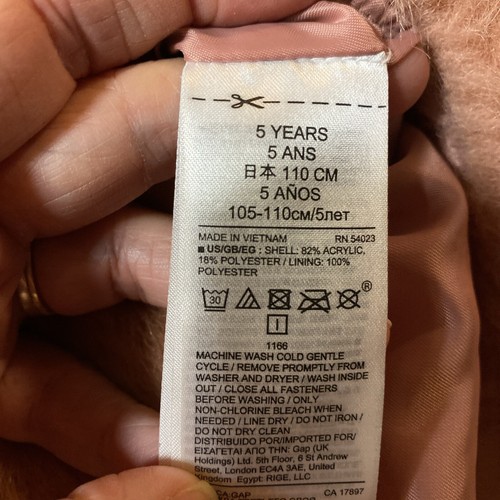 5 YEARS
5 ANS
日本 110 CM
5 AÑOS
105-110см/5лет
MADE IN VIETNAM RN 54023
■ US/GB/EG : SHELL: 82% ACRYLIC,
18% POLYESTER / LINING: 100%
POLYESTER
30
®
1166
MACHINE WASH COLD GENTLE
CYCLE / REMOVE PROMPTLY FROM
WASHER AND DRYER / WASH INSIDE
OUT / CLOSE ALL FASTENERS
BEFORE WASHING / ONLY
NON-CHLORINE BLEACH WHEN
NEEDED / LINE DRY / DO NOT IRON /
DO NOT DRY CLEAN
DISTRIBUIDO POR/IMPORTED FOR/
ΕΙΣΑΓΕΤΑΙ ΑΠΟ ΤΗΝ: Gap (UK
Holdings) Ltd. 5th Floor, 6 St Andrew
Street, London EC4A 3AE, United
Kingdom Egypt: RIGE, LLC
CA GAP CA 17897